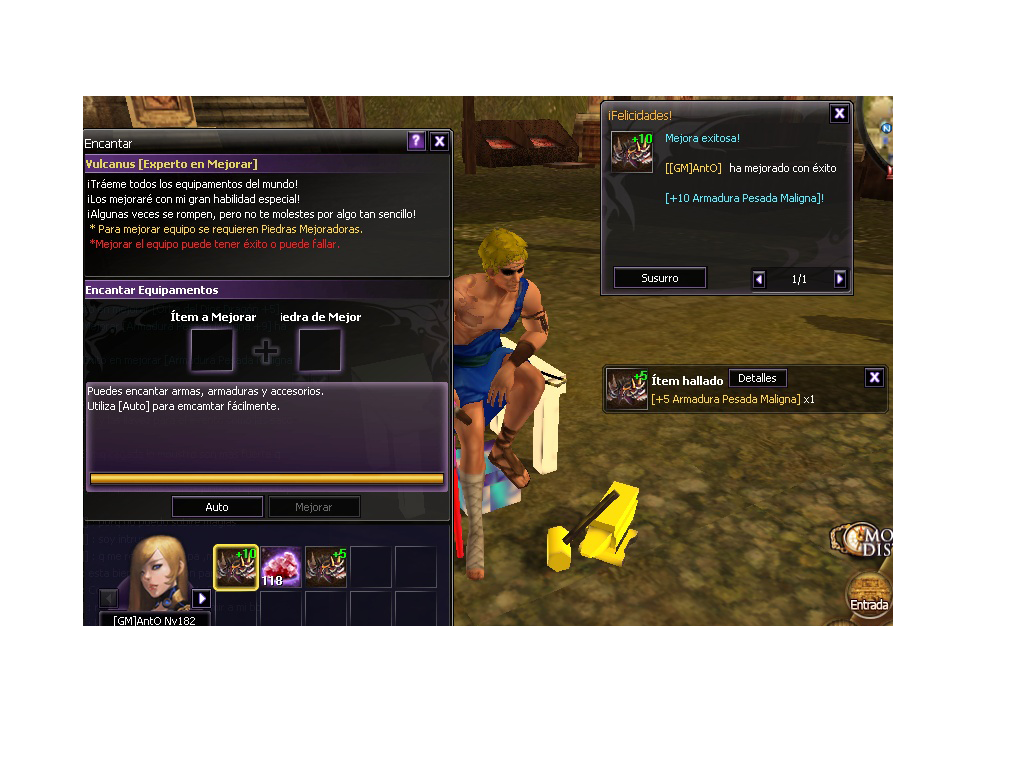 Encantar
?
X
Vulcanus [Experto en Mejorar]
¡Tráeme todos los equipamentos del mundo!
¡Los mejoraré con mi gran habilidad especial!
¡Algunas veces se rompen, pero no te molestes por algo tan sencillo!
* Para mejorar equipo se requieren Piedras Mejoradoras.
*Mejorar el equipo puede tener éxito o puede fallar.
Encantar Equipamentos
Ítem a Mejorar
iedra de Mejor
Puedes encantar armas, armaduras y accesorios.
Utiliza [Auto] para emcamtar fácilmente.
Auto
Mejorar
+10
118
+5
[GM]AntO Nv182
¡Felicidades!
X
+10
Mejora exitosa!
[[GM]AntO] ha mejorado con éxito
[+10 Armadura Pesada Maligna]!
Susurro
1/1
N
+5
Ítem hallado
Detalles
X
[+5 Armadura Pesada Maligna] x1
MO
DIS
Entrada